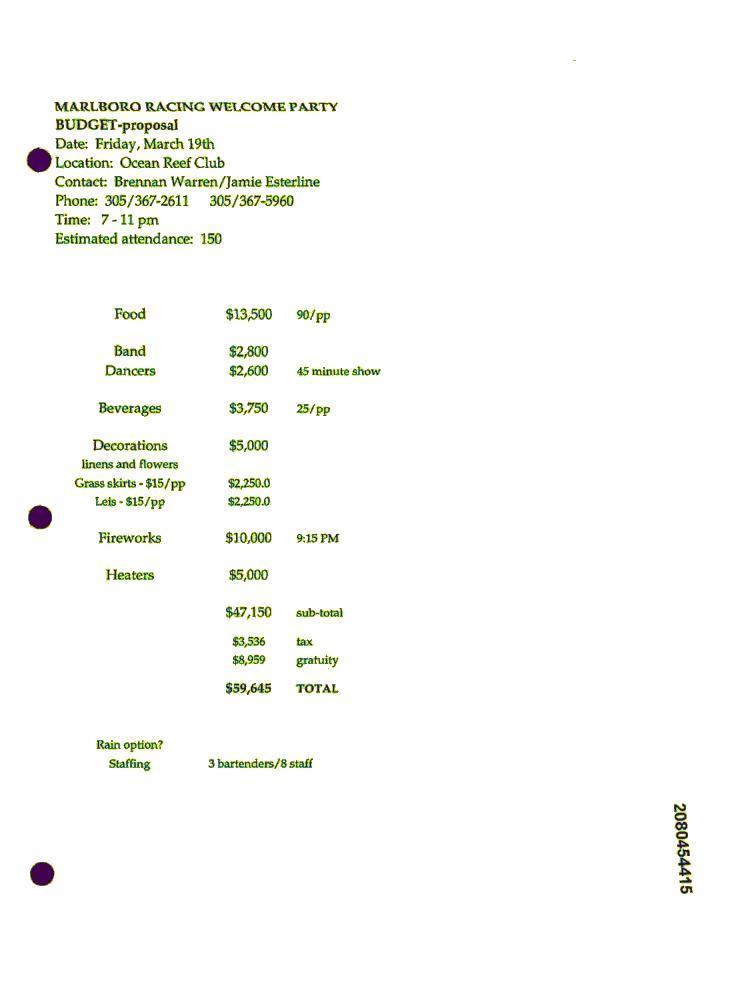 MARLBORO RACING WELCOME PARTY
BUDGET-proposal
Date: Friday, March 19th
Location: Ocean Reef Club
Contact: Brennan Warren/Jamie Esterline
Phone: 305/367-2611 305/367-5960
Time: 7 - 11 pm
Estimated attendance: 150
Food $13,500 90/pp
Band $2,800
Dancers $2,600 45 minute show
Beverages $3,750 25/pp
Decorations $5,000
linens and flowers
Grass skirts - $15/pp $2,250.0
Leis - $15/pp $2,250.0
Fireworks $10,000 9:15 PM
Heaters $5,000
$47,150 sub-total
$3,536 tax
$8,959 gratuity
$59,645 TOTAL
Rain option?
Staffing 3 bartenders/8 staff
2080454415